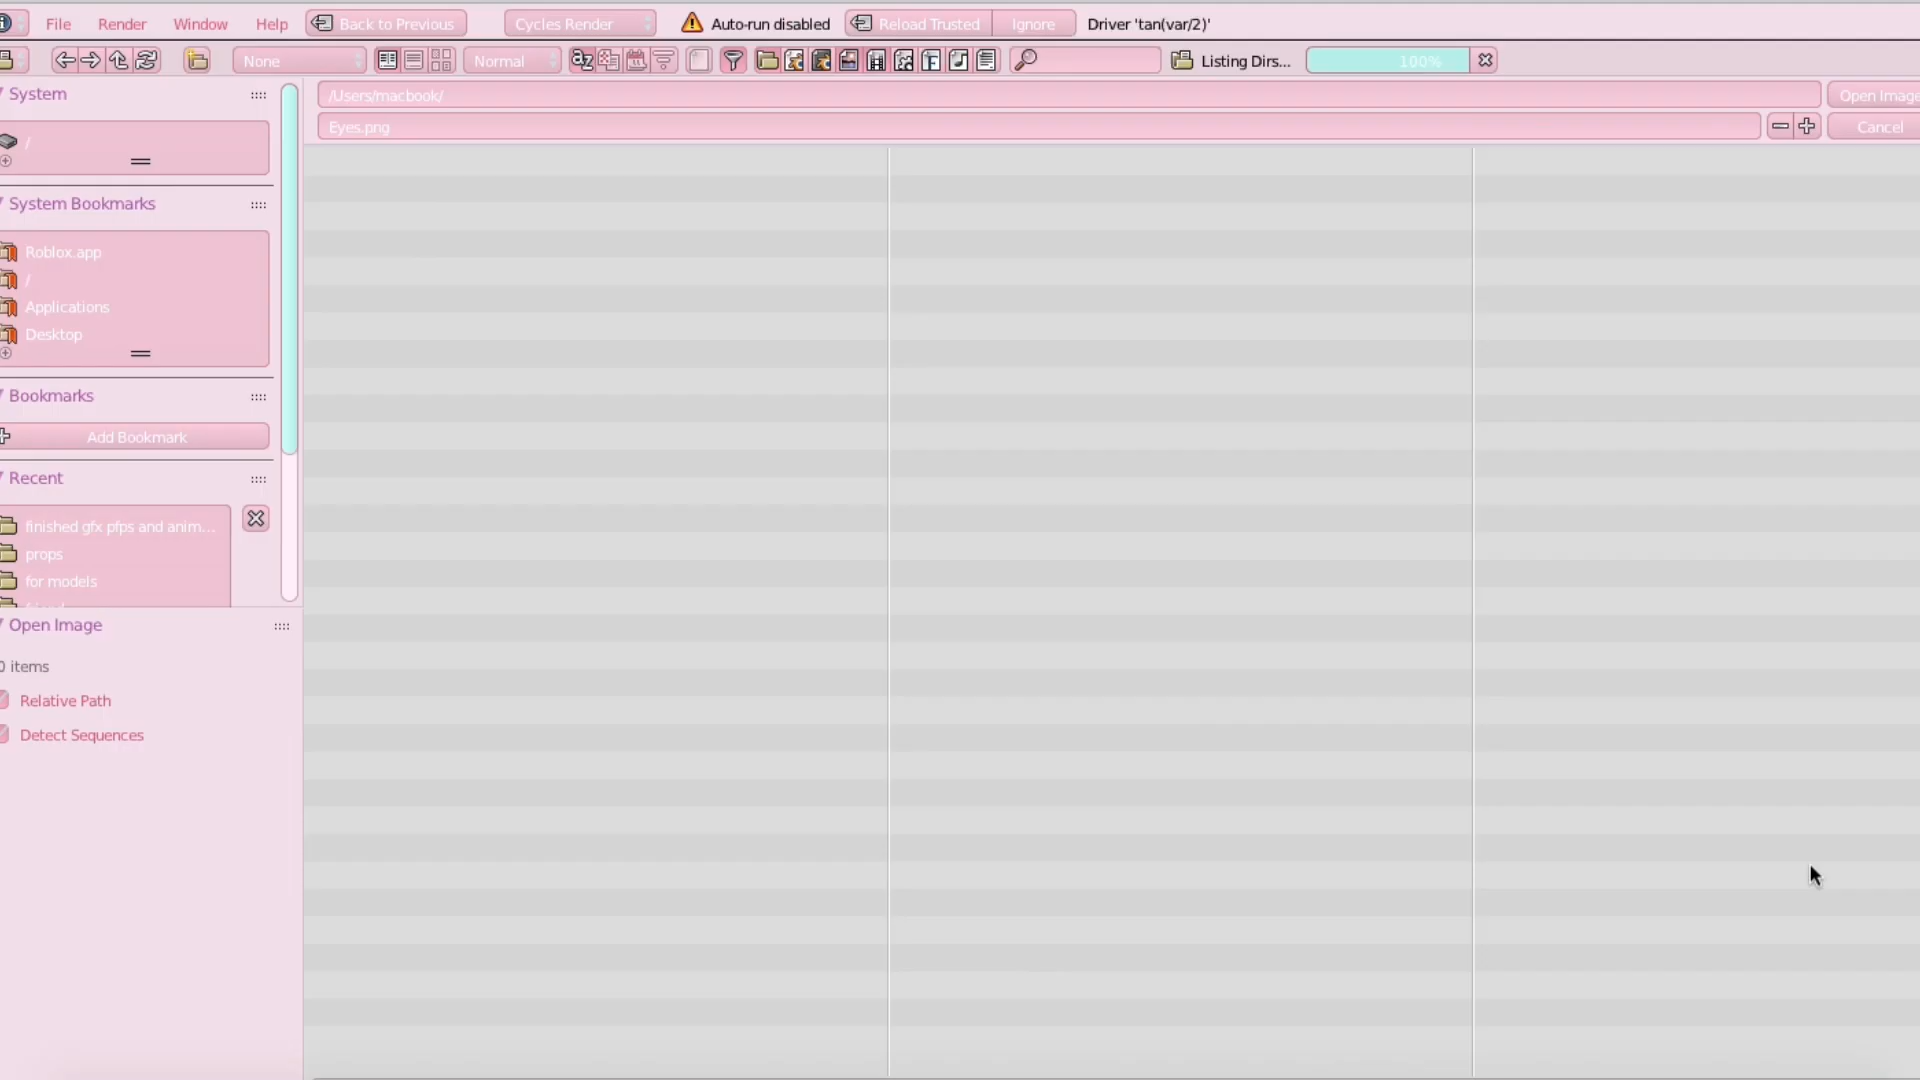 File Render Window Help Back to Previous Cycles Render Auto-run disabled Reload Trusted Ignore Driver 'tan(var/2)'
None Normal Listing Dirs... 100%
System
/Users/macbook/
Open Image
Eyes.png
Cancel
/
System Bookmarks
Roblox.app
/
Applications
Desktop
Bookmarks
Add Bookmark
Recent
finished gfx pfps and anim...
props
for models
Open Image
0 items
Relative Path
Detect Sequences